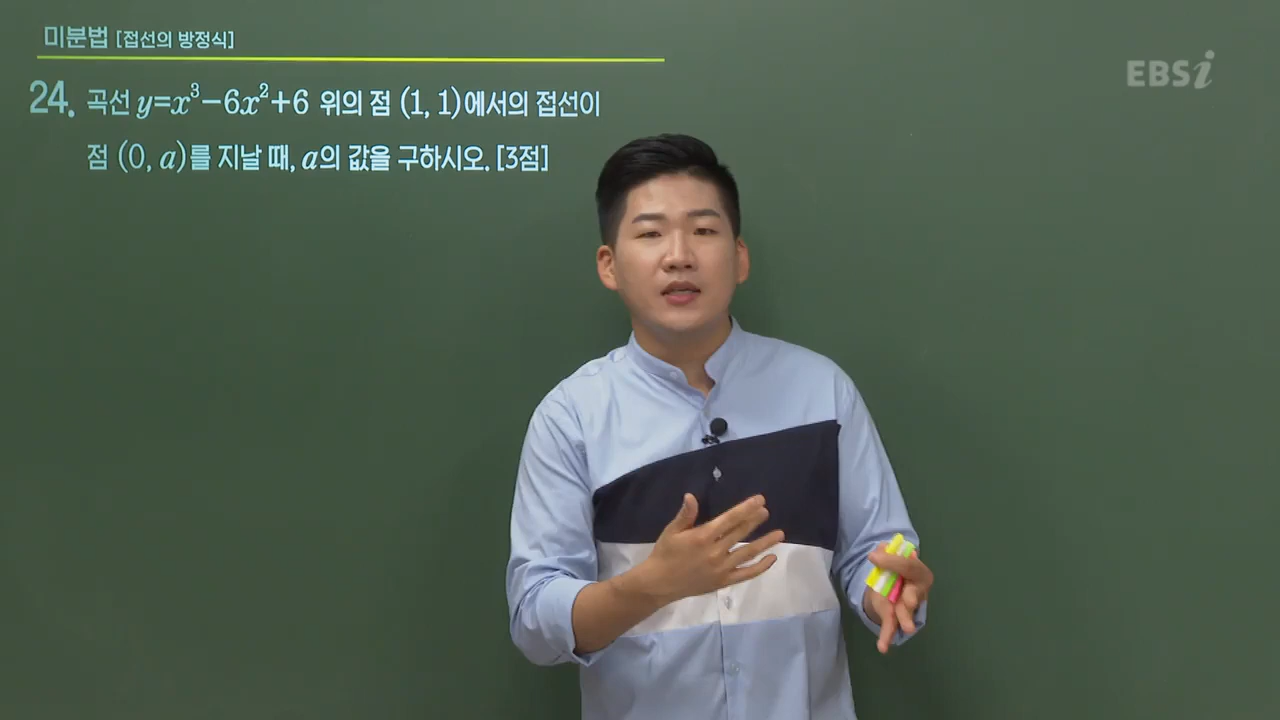 미분법 [접선의 방정식]
EBSi
24. 곡선 y=x³−6x²+6 위의 점 (1, 1)에서의 접선이
점 (0, a)를 지날 때, a의 값을 구하시오. [3점]